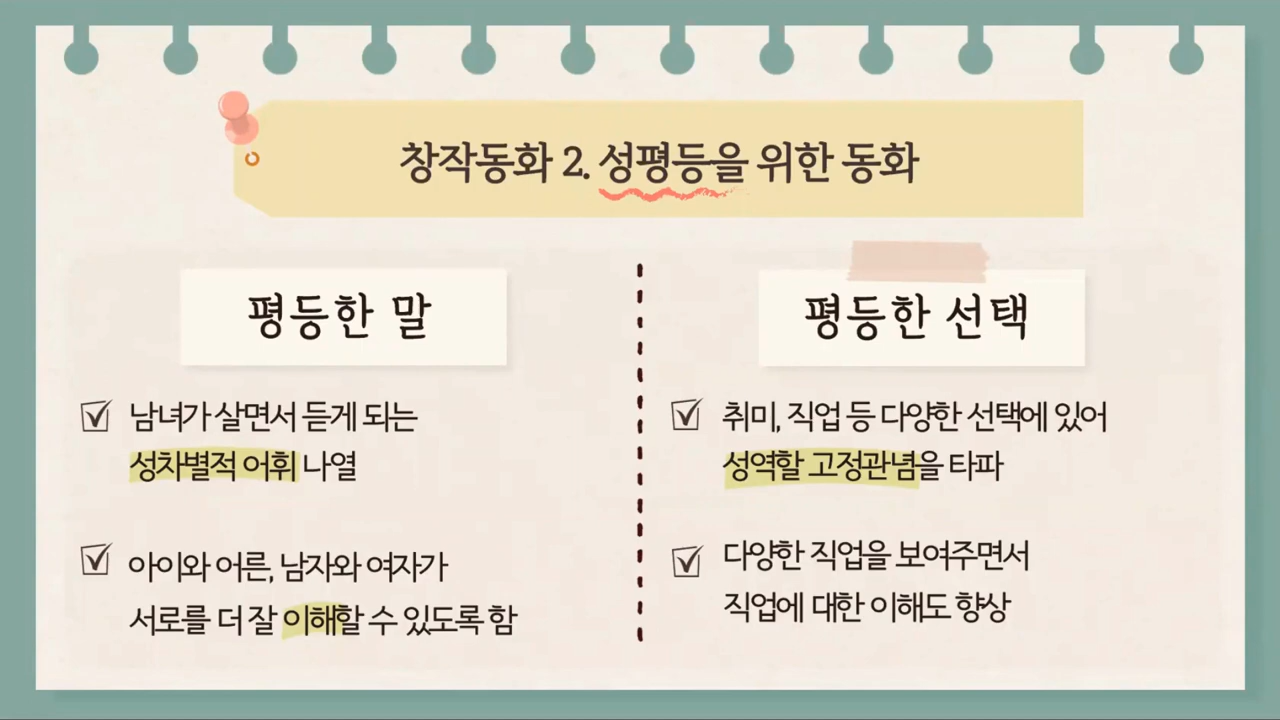 창작동화 2. 성평등을 위한 동화
평등한 말
남녀가 살면서 듣게 되는
성차별적 어휘 나열
아이와 어른, 남자와 여자가
서로를 더 잘 이해할 수 있도록 함
평등한 선택
취미, 직업 등 다양한 선택에 있어
성역할 고정관념을 타파
다양한 직업을 보여주면서
직업에 대한 이해도 향상